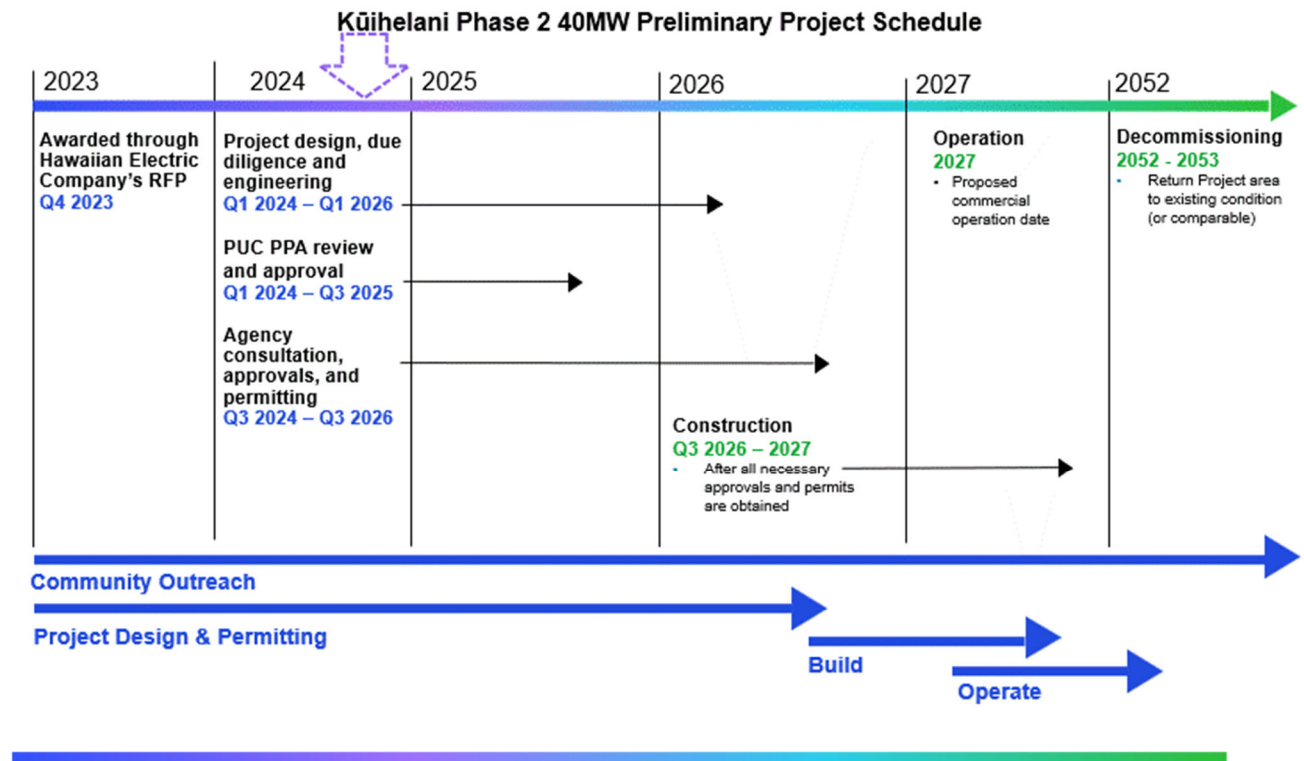 Kūihelani Phase 2 40MW Preliminary Project Schedule
2023
2024
2025
2026
2027
2052
Awarded through
Hawaiian Electric
Company's RFP
Q4 2023
Project design, due
diligence and
engineering
Q1 2024 – Q1 2026
PUC PPA review
and approval
Q1 2024 – Q3 2025
Agency
consultation,
approvals, and
permitting
Q3 2024 – Q3 2026
Construction
Q3 2026 – 2027
- After all necessary
approvals and permits
are obtained
Operation
2027
• Proposed
commercial
operation date
Decommissioning
2052 - 2053
• Return Project area
to existing condition
(or comparable)
Community Outreach
Project Design & Permitting
Build
Operate